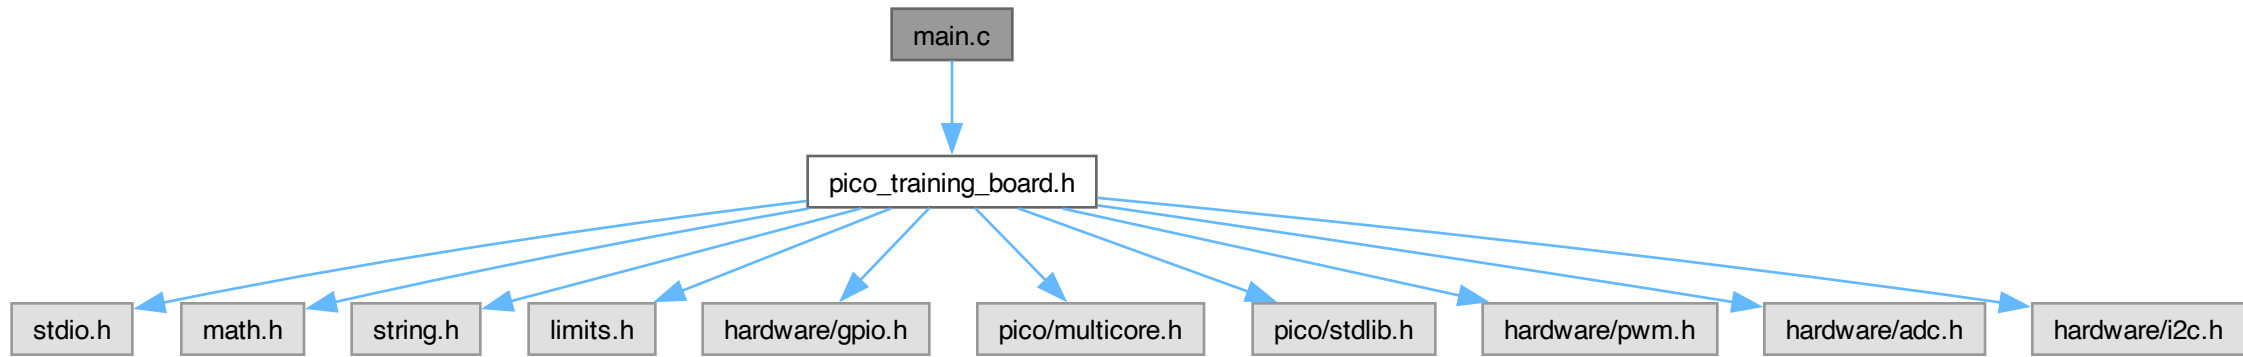 main.c
pico_training_board.h
stdio.h
math.h
string.h
limits.h
hardware/gpio.h
pico/multicore.h
pico/stdlib.h
hardware/pwm.h
hardware/adc.h
hardware/i2c.h